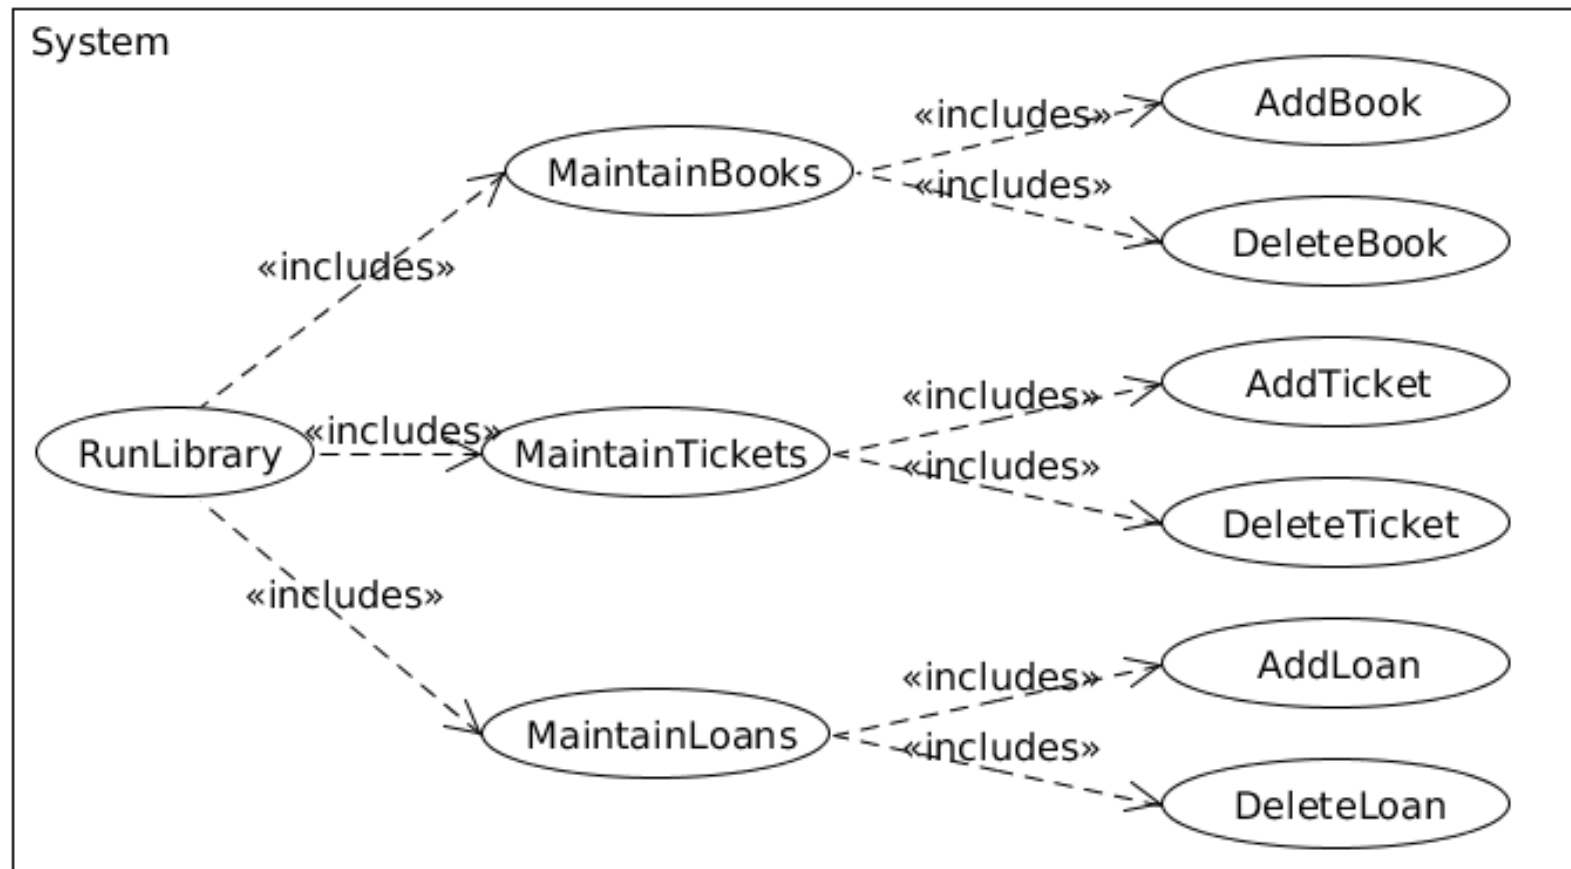 System
AddBook
«includes»
MaintainBooks
«includes»
DeleteBook
«includes»
AddTicket
«includes»
RunLibrary
«includes»
MaintainTickets
«includes»
DeleteTicket
«includes»
AddLoan
«includes»
MaintainLoans
«includes»
DeleteLoan